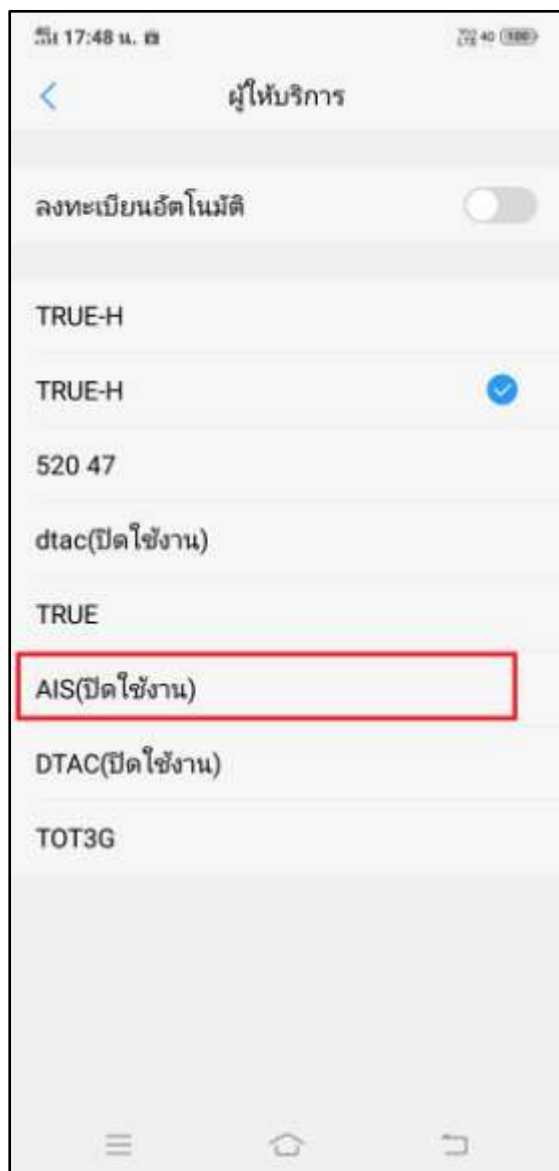 17:48 น.
ผู้ให้บริการ
ลงทะเบียนอัตโนมัติ
TRUE-H
TRUE-H
520 47
dtac(ปิดใช้งาน)
TRUE
AIS(ปิดใช้งาน)
DTAC(ปิดใช้งาน)
TOT3G